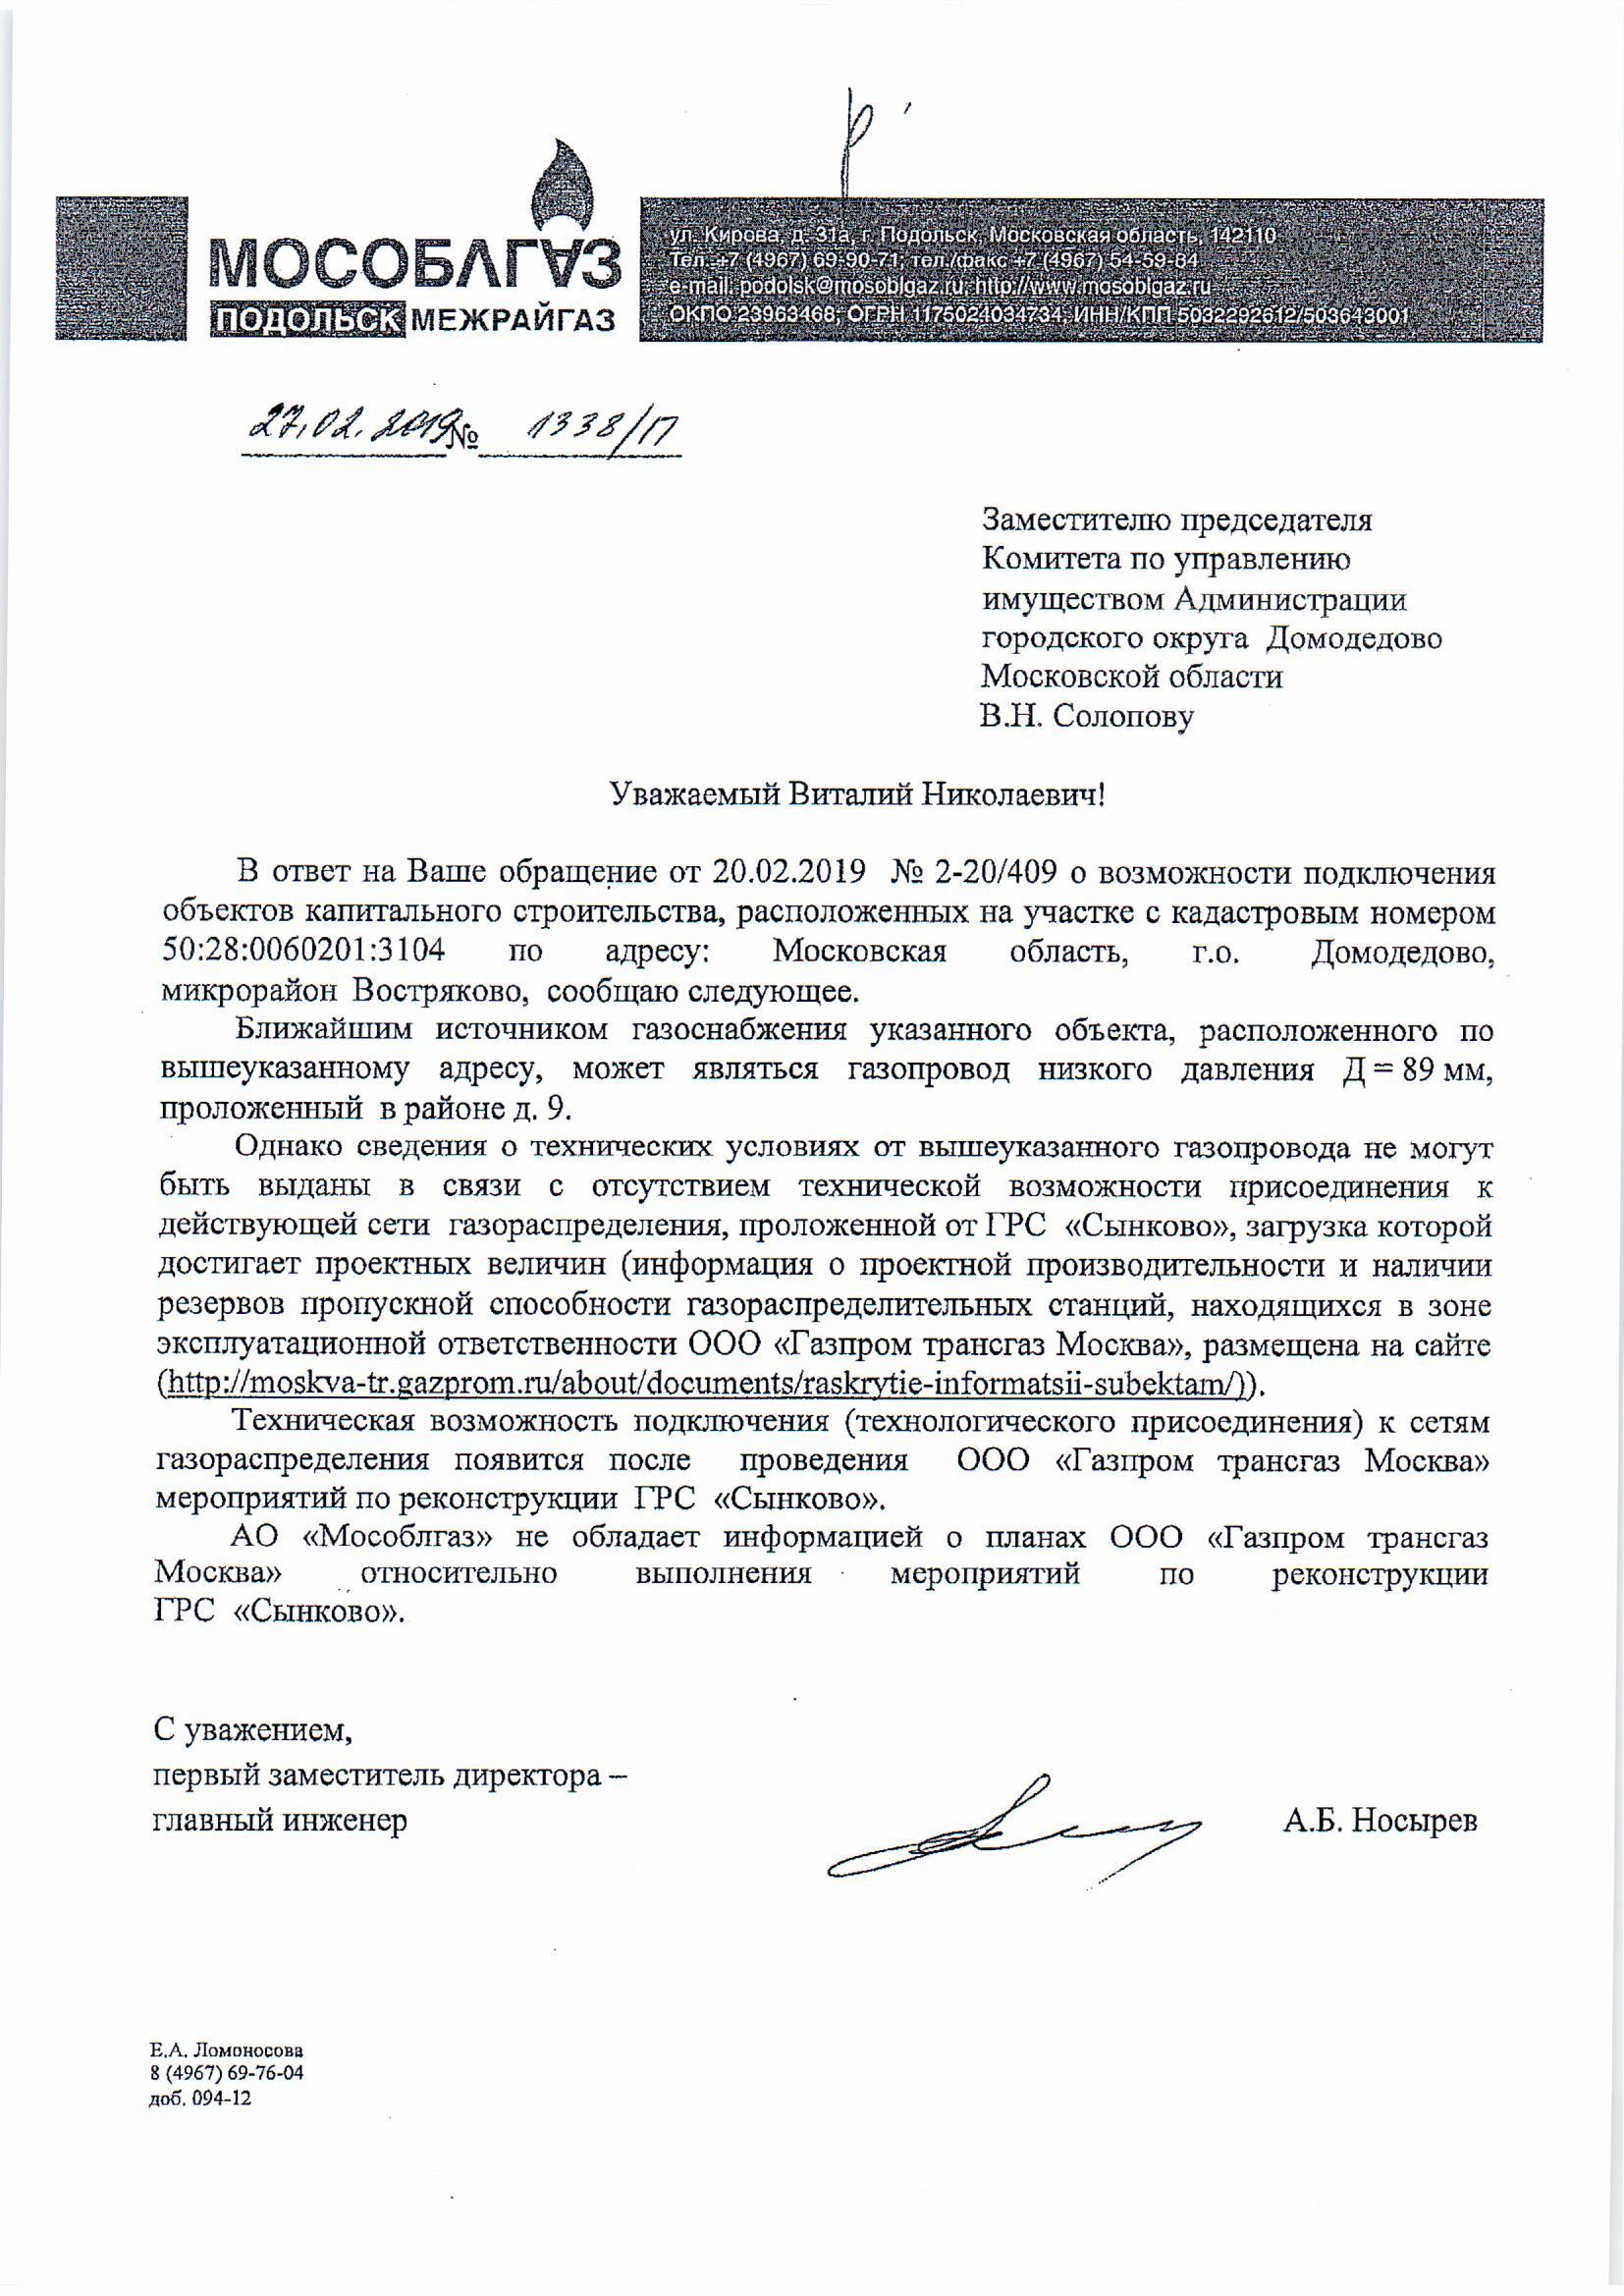 МОСОБЛГАЗ
ПОДОЛЬСК МЕЖРАЙГАЗ
ул. Кирова, д. 31а, г. Подольск, Московская область, 142110
Тел. +7 (4967) 69-90-71; тел./факс +7 (4967) 54-59-84
e-mail: podolsk@mosoblgaz.ru; http://www.mosoblgaz.ru
ОКПО 23963468; ОГРН 1175024034734; ИНН/КПП 5032292612/503643001
27.02.2019 № 1338/П
Заместителю председателя
Комитета по управлению
имуществом Администрации
городского округа Домодедово
Московской области
В.Н. Солопову
Уважаемый Виталий Николаевич!
В ответ на Ваше обращение от 20.02.2019 № 2-20/409 о возможности подключения
объектов капитального строительства, расположенных на участке с кадастровым номером
50:28:0060201:3104 по адресу: Московская область, г.о. Домодедово,
микрорайон Востряково, сообщаю следующее.
Ближайшим источником газоснабжения указанного объекта, расположенного по
вышеуказанному адресу, может являться газопровод низкого давления Д = 89 мм,
проложенный в районе д. 9.
Однако сведения о технических условиях от вышеуказанного газопровода не могут
быть выданы в связи с отсутствием технической возможности присоединения к
действующей сети газораспределения, проложенной от ГРС «Сынково», загрузка которой
достигает проектных величин (информация о проектной производительности и наличии
резервов пропускной способности газораспределительных станций, находящихся в зоне
эксплуатационной ответственности ООО «Газпром трансгаз Москва», размещена на сайте
(http://moskva-tr.gazprom.ru/about/documents/raskrytie-informatsii-subektam/)).
Техническая возможность подключения (технологического присоединения) к сетям
газораспределения появится после проведения ООО «Газпром трансгаз Москва»
мероприятий по реконструкции ГРС «Сынково».
АО «Мособлгаз» не обладает информацией о планах ООО «Газпром трансгаз
Москва» относительно выполнения мероприятий по реконструкции
ГРС «Сынково».
С уважением,
первый заместитель директора –
главный инженер
А.Б. Носырев
Е.А. Ломоносова
8 (4967) 69-76-04
доб. 094-12